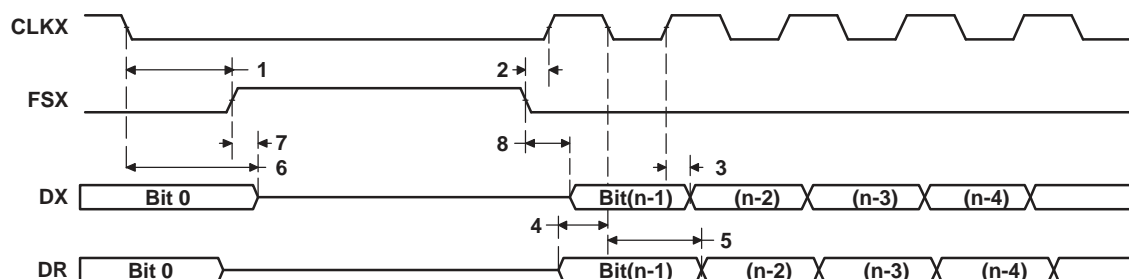 CLKX
1 2
FSX
7 8
6 3
DX Bit 0 Bit(n-1) (n-2) (n-3) (n-4)
4 5
DR Bit 0 Bit(n-1) (n-2) (n-3) (n-4)